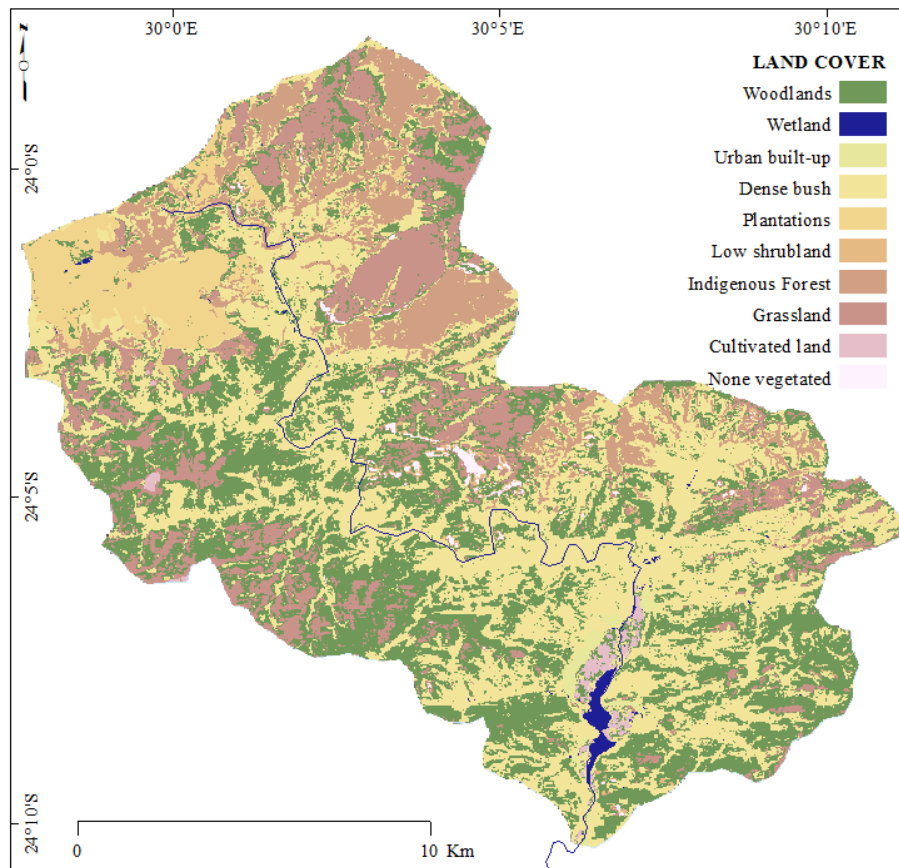 30°0'E 30°5'E 30°10'E
N
LAND COVER
Woodlands
Wetland
24°0'S
Urban built-up
Dense bush
Plantations
Low shrubland
Indigenous Forest
Grassland
Cultivated land
None vegetated
24°5'S
24°10'S
0 10 Km